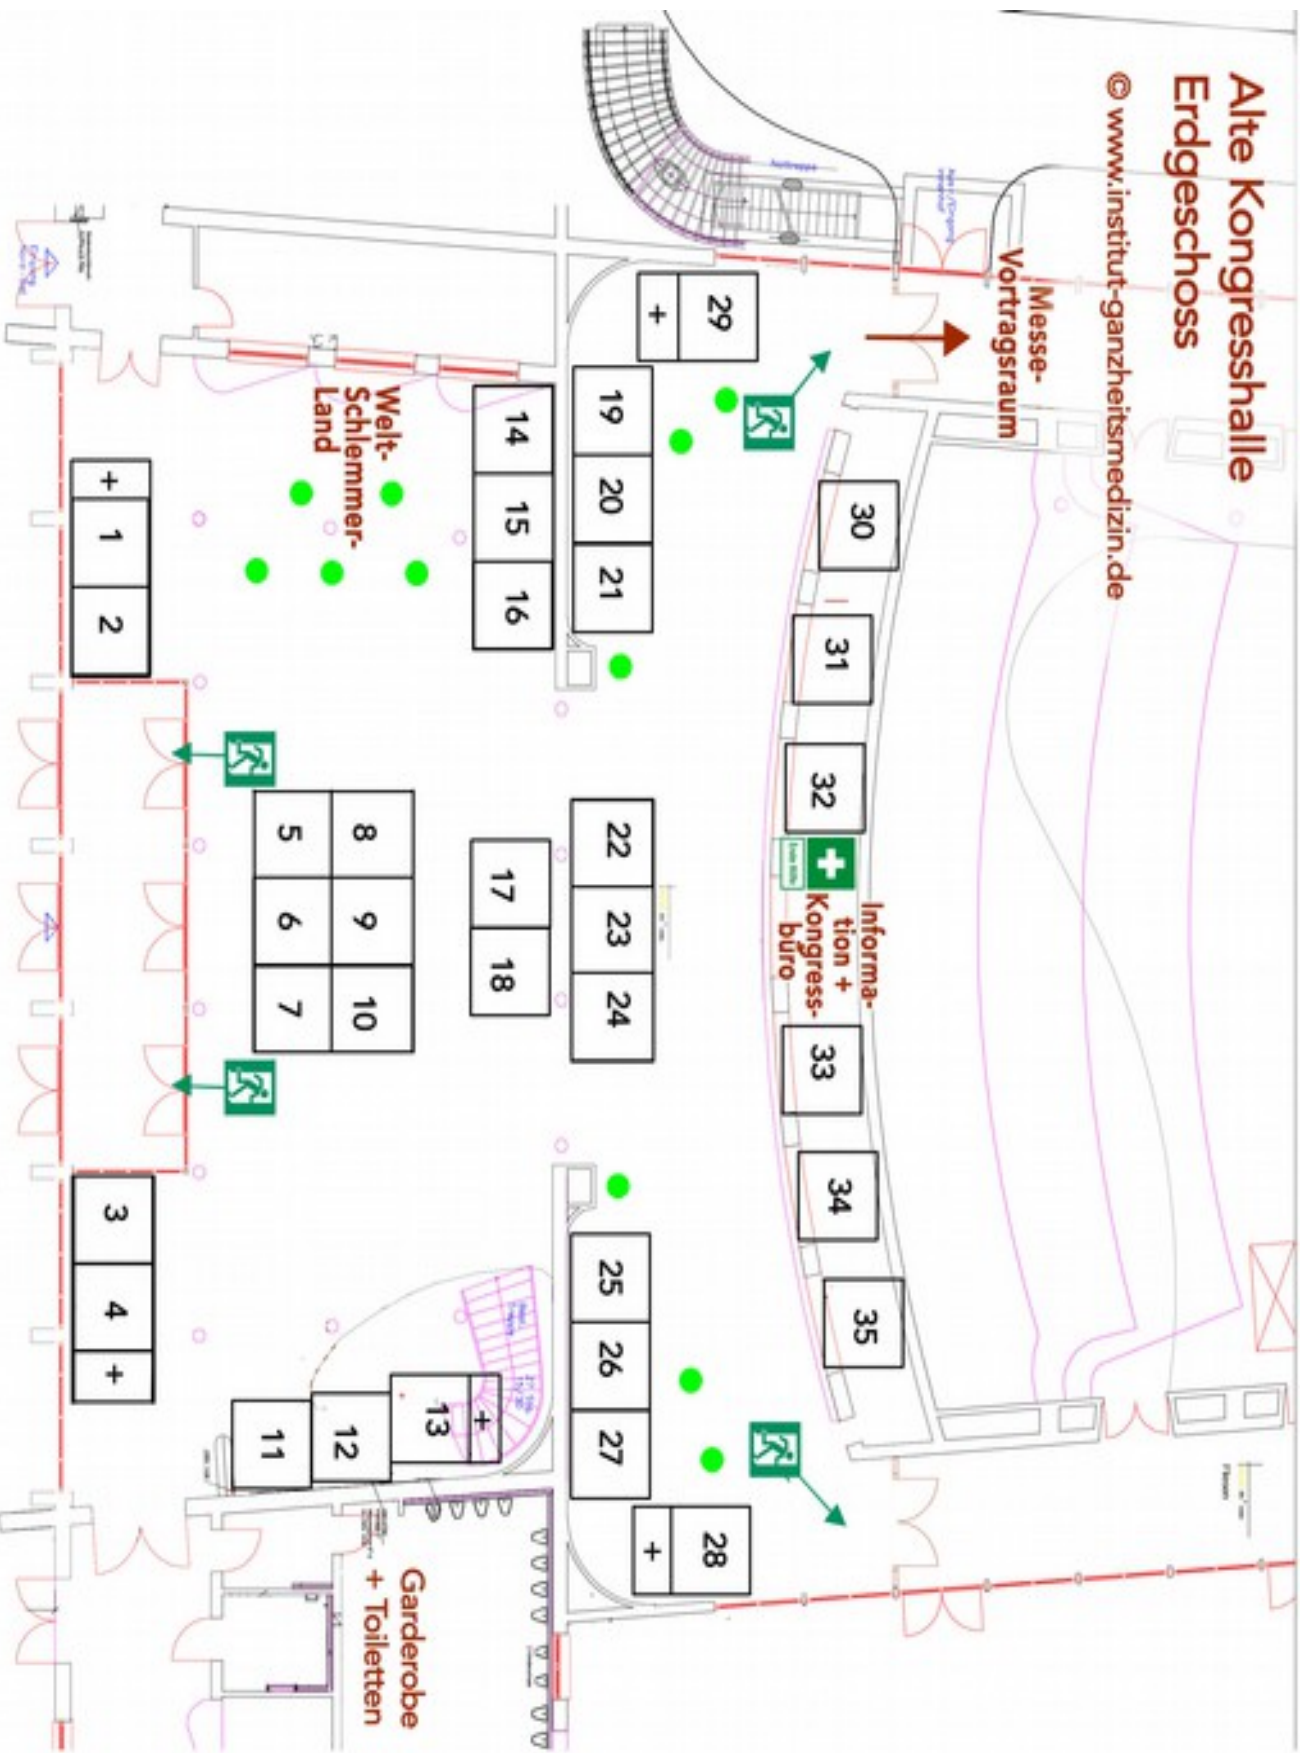 Alte Kongresshalle
Erdgeschoss
© www.institut-ganzheitsmedizin.de
Messe-
Vortragsraum
29
+
30
31
32
Erste Hilfe
Informa-
tion +
Kongress-
büro
33
34
35
28
+
19
20
21
22
23
24
25
26
27
14
15
16
17
18
Welt-
Schlemmer-
Land
8
9
10
5
6
7
13
+
12
11
Garderobe
+ Toiletten
+
1
2
3
4
+